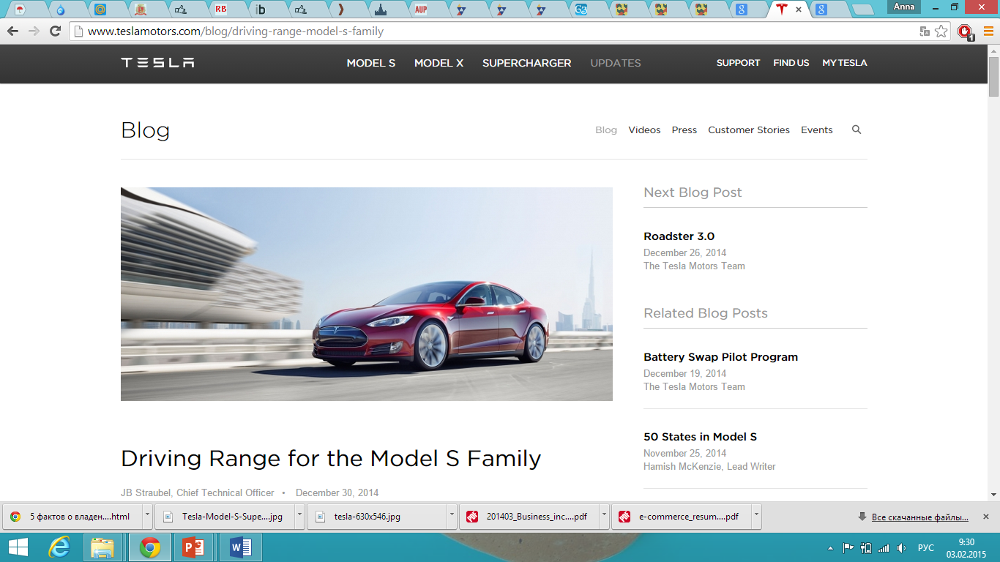 Anna
www.teslamotors.com/blog/driving-range-model-s-family
1
TESLA
MODEL S
MODEL X
SUPERCHARGER
UPDATES
SUPPORT
FIND US
MY TESLA
Blog
Blog
Videos
Press
Customer Stories
Events
Next Blog Post
Roadster 3.0
December 26, 2014
The Tesla Motors Team
Related Blog Posts
Battery Swap Pilot Program
December 19, 2014
The Tesla Motors Team
50 States in Model S
November 25, 2014
Hamish McKenzie, Lead Writer
Driving Range for the Model S Family
JB Straubel, Chief Technical Officer • December 30, 2014
5 фактов о владен....html
Tesla-Model-S-Supe....jpg
tesla-630x546.jpg
201403_Business_inc....pdf
e-commerce_resum....pdf
Все скачанные файлы...
РУС
9:30
03.02.2015